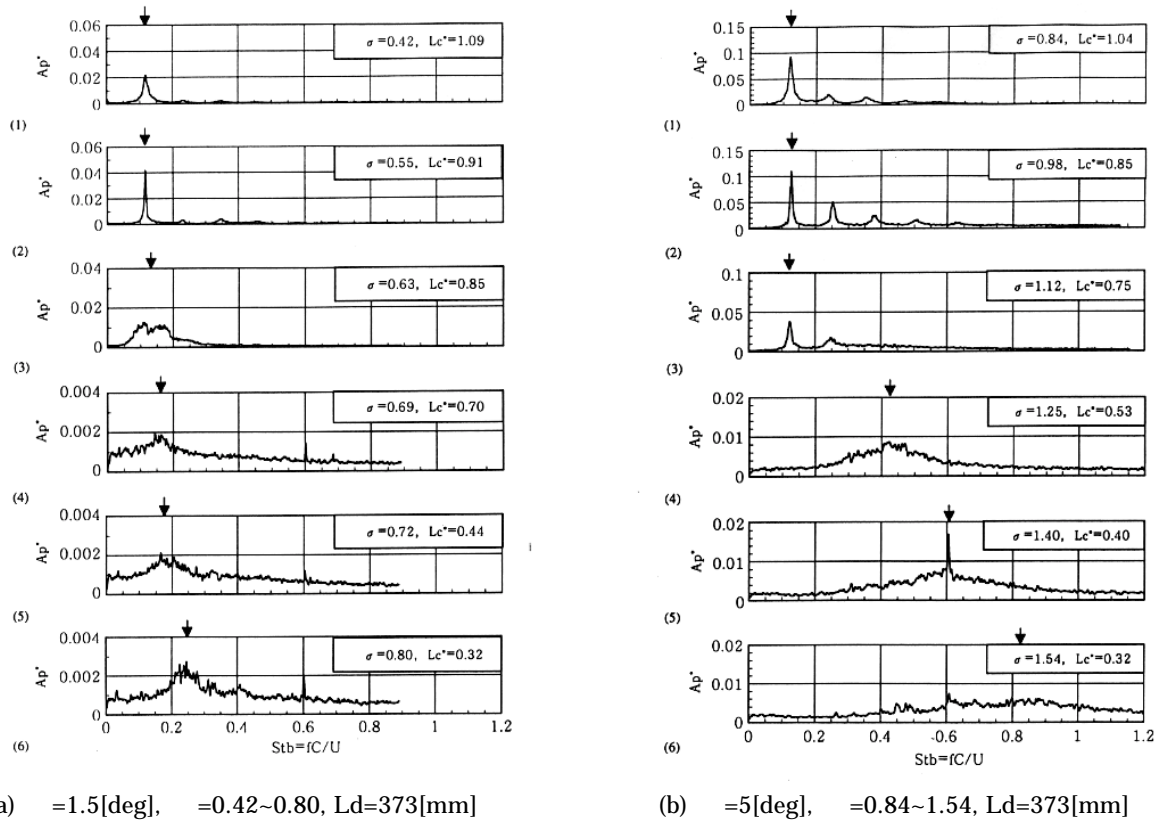 0.06
0.04
0.02
0
Ap*
σ=0.42, Lc*=1.09
(1)
0.06
0.04
0.02
0
Ap*
σ=0.55, Lc*=0.91
(2)
0.04
0.02
0
Ap*
σ=0.63, Lc*=0.85
(3)
0.004
0.002
0
Ap*
σ=0.69, Lc*=0.70
(4)
0.004
0.002
0
Ap*
σ=0.72, Lc*=0.44
(5)
0.004
0.002
0
Ap*
σ=0.80, Lc*=0.32
(6)
0 0.2 0.4 0.6 0.8 1 1.2
Stb=fC/U
a) =1.5[deg], =0.42~0.80, Ld=373[mm]
0.15
0.10
0.05
0
Ap*
σ=0.84, Lc*=1.04
(1)
0.15
0.10
0.05
0
Ap*
σ=0.98, Lc*=0.85
(2)
0.1
0.05
0
Ap*
σ=1.12, Lc*=0.75
(3)
0.02
0.01
0
Ap*
σ=1.25, Lc*=0.53
(4)
0.02
0.01
0
Ap*
σ=1.40, Lc*=0.40
(5)
0.02
0.01
0
Ap*
σ=1.54, Lc*=0.32
(6)
0 0.2 0.4 0.6 0.8 1 1.2
Stb=fC/U
(b) =5[deg], =0.84~1.54, Ld=373[mm]